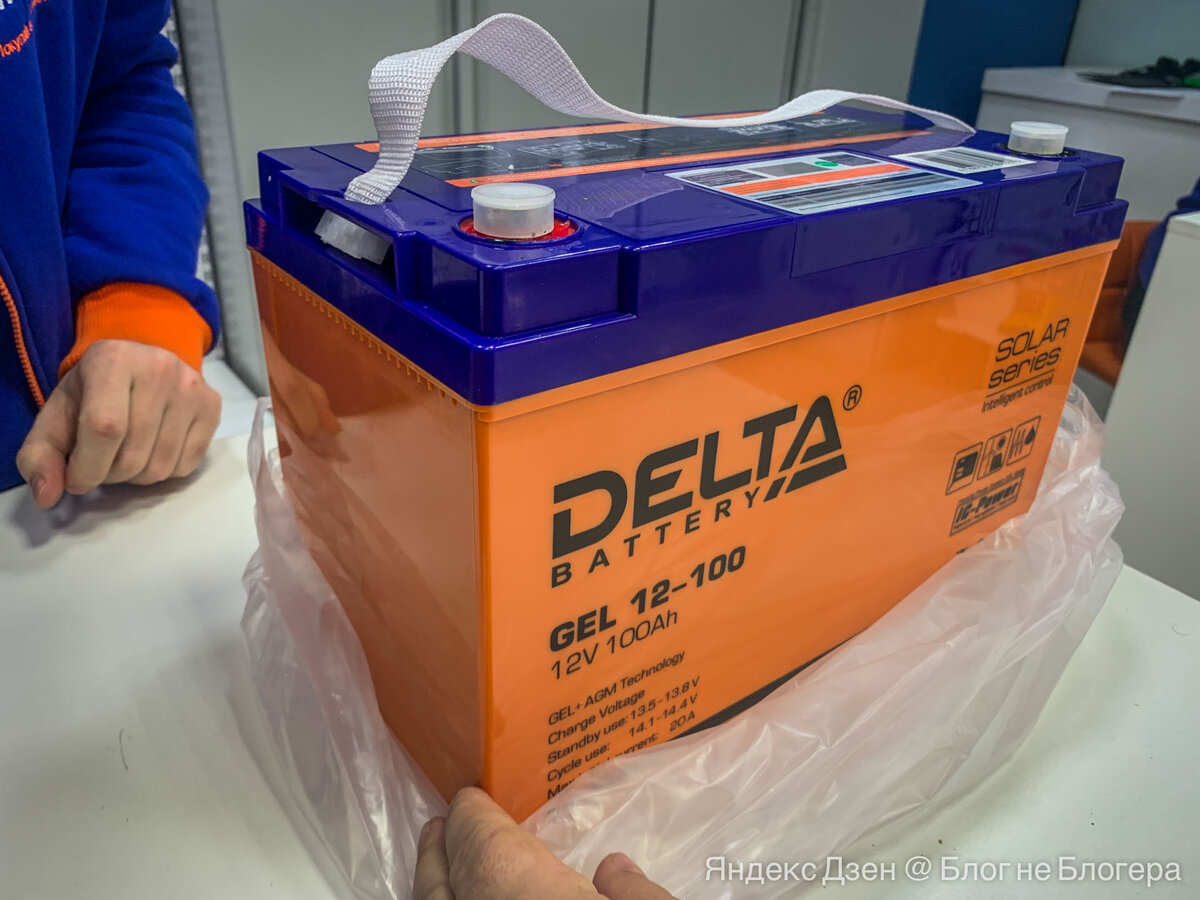 SOLAR
series
intelligent control
DELTA®
BATTERY
IC-Power
GEL 12-100
12V 100Ah
GEL+AGM Technology
Charge Voltage
Standby use: 13.5-13.8 V
Cycle use: 14.1-14.4 V
20A
Яндекс Дзен @ Блог не Блогера